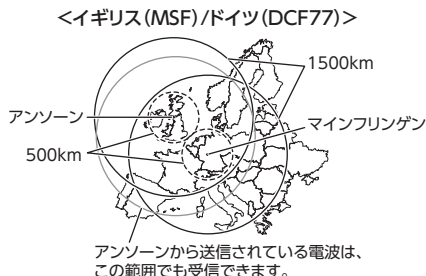 <イギリス(MSF)/ドイツ(DCF77)>
1500km
アンソーン
マインフリンゲン
500km
アンソーンから送信されている電波は、
この範囲でも受信できます。